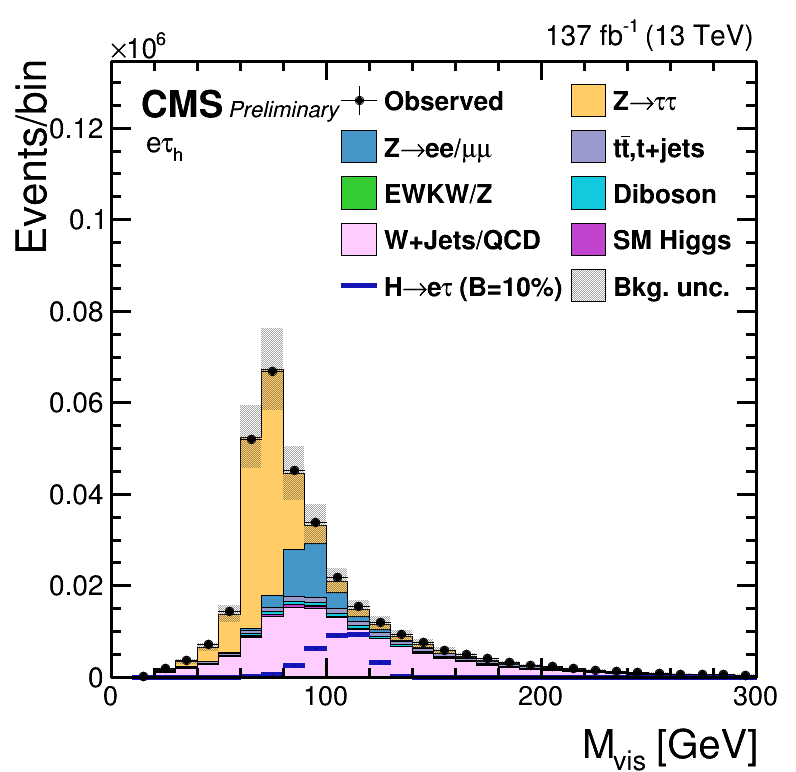 ×10⁶
137 fb⁻¹ (13 TeV)
CMS Preliminary
eτₕ
Observed
Z→ττ
Z→ee/μμ
tt̄,t+jets
EWKW/Z
Diboson
W+Jets/QCD
SM Higgs
H→eτ (B=10%)
Bkg. unc.
Events/bin
0.12
0.1
0.08
0.06
0.04
0.02
0
0 100 200 300
M_vis [GeV]